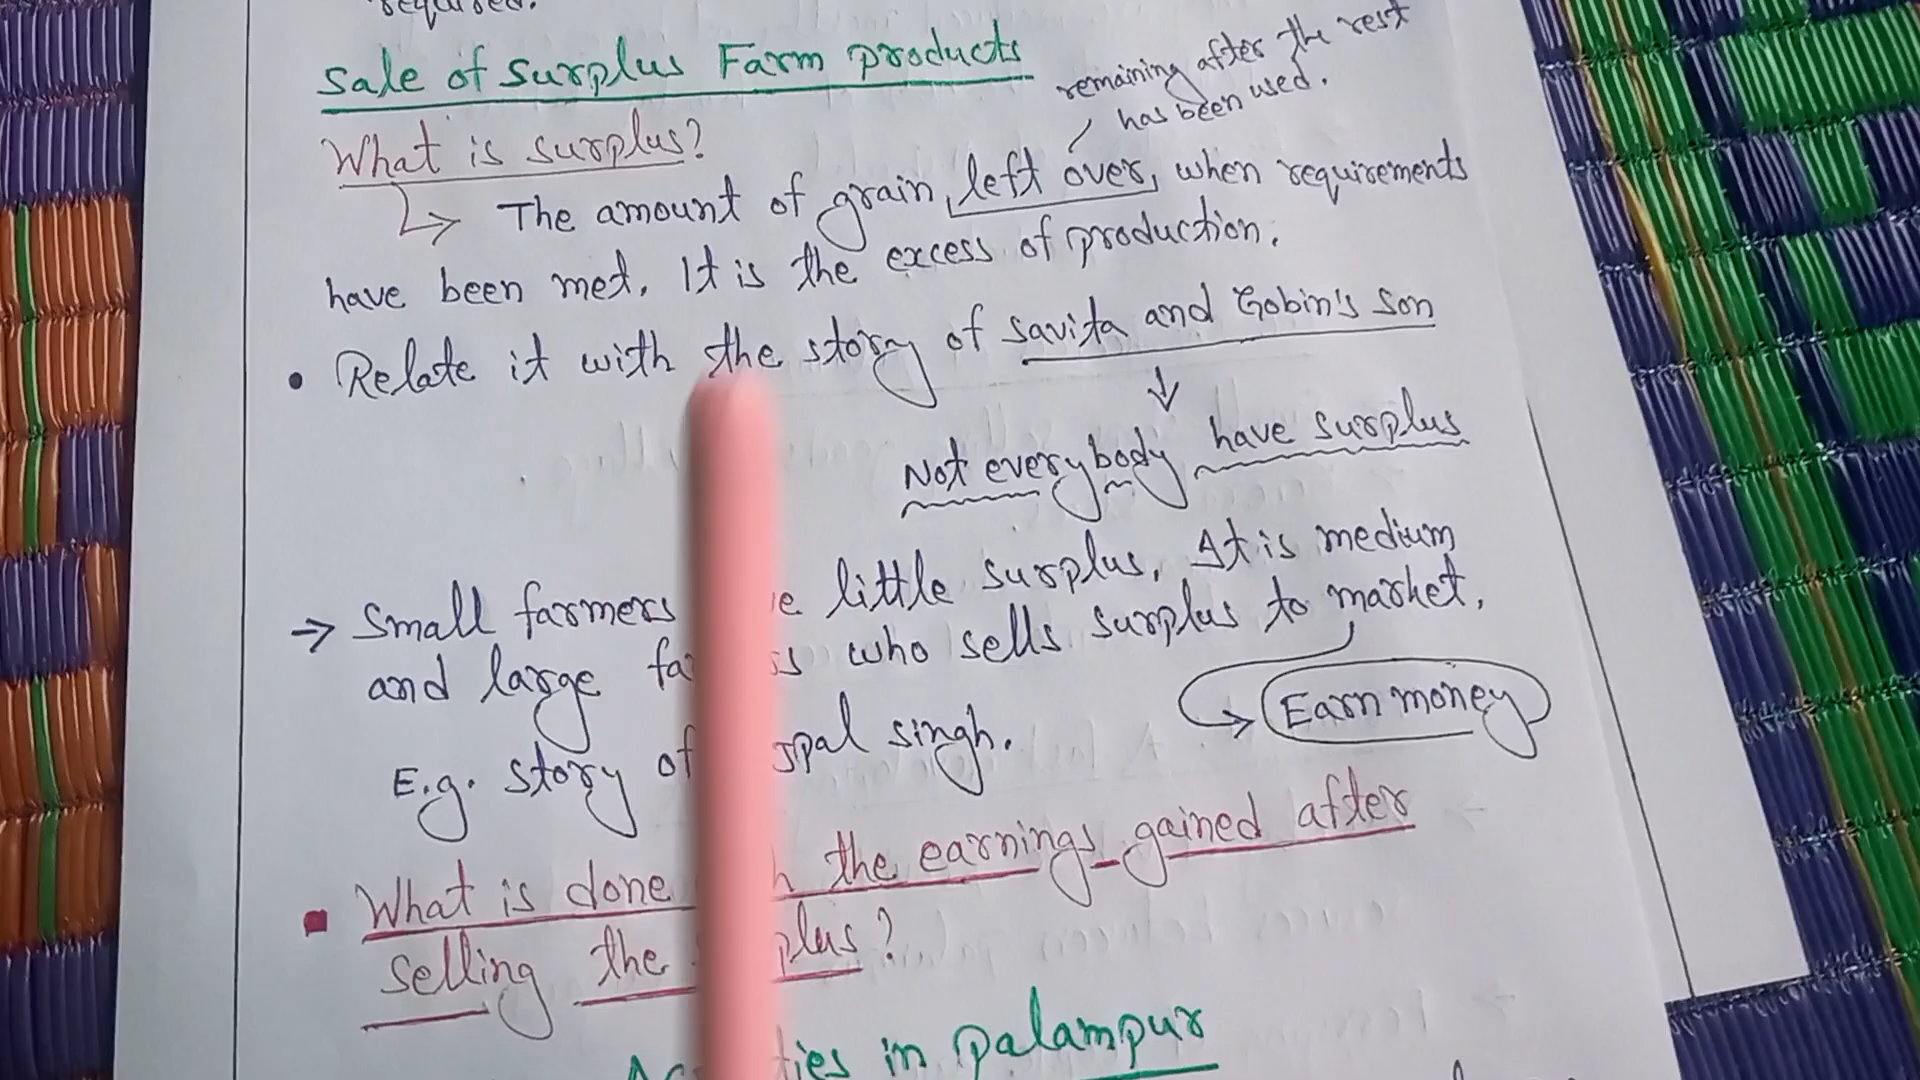 required.
Sale of surplus Farm products
remaining after the rest
has been used.
What is surplus?
The amount of grain, left over, when requirements
have been met. It is the excess of production.
• Relate it with the story of savita and Gobin's son
Not everybody have surplus
→ Small farmers little surplus. It is medium
and large who sells surplus to market.
Earn money
E.g. story of singh.
What is done the earnings gained after
selling the ?
in palampur